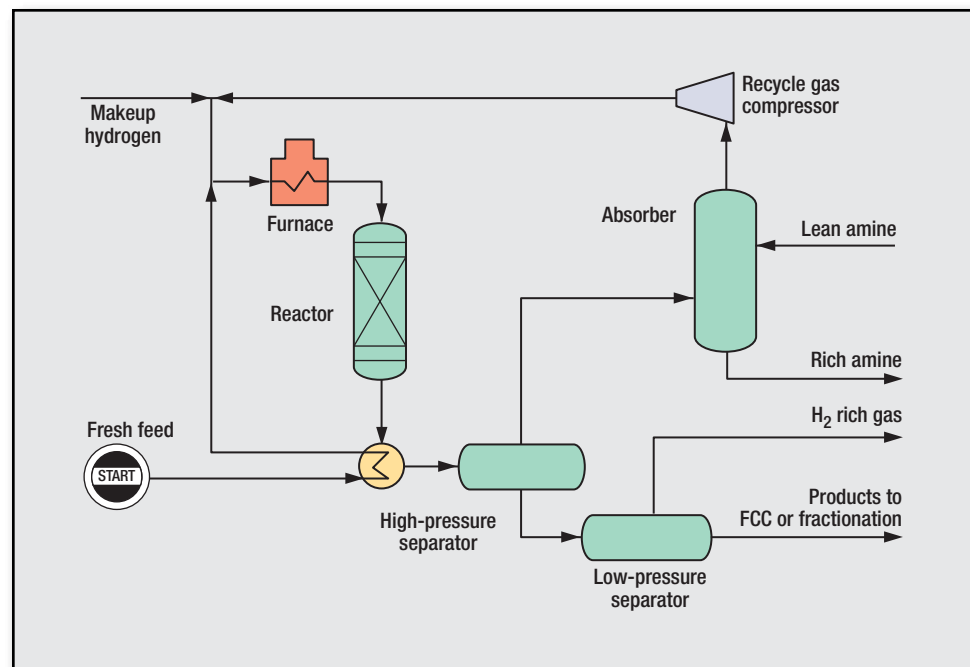 Makeup
hydrogen
Recycle gas
compressor
Furnace
Absorber
Lean amine
Reactor
Rich amine
Fresh feed
START
H₂ rich gas
High-pressure
separator
Products to
FCC or fractionation
Low-pressure
separator